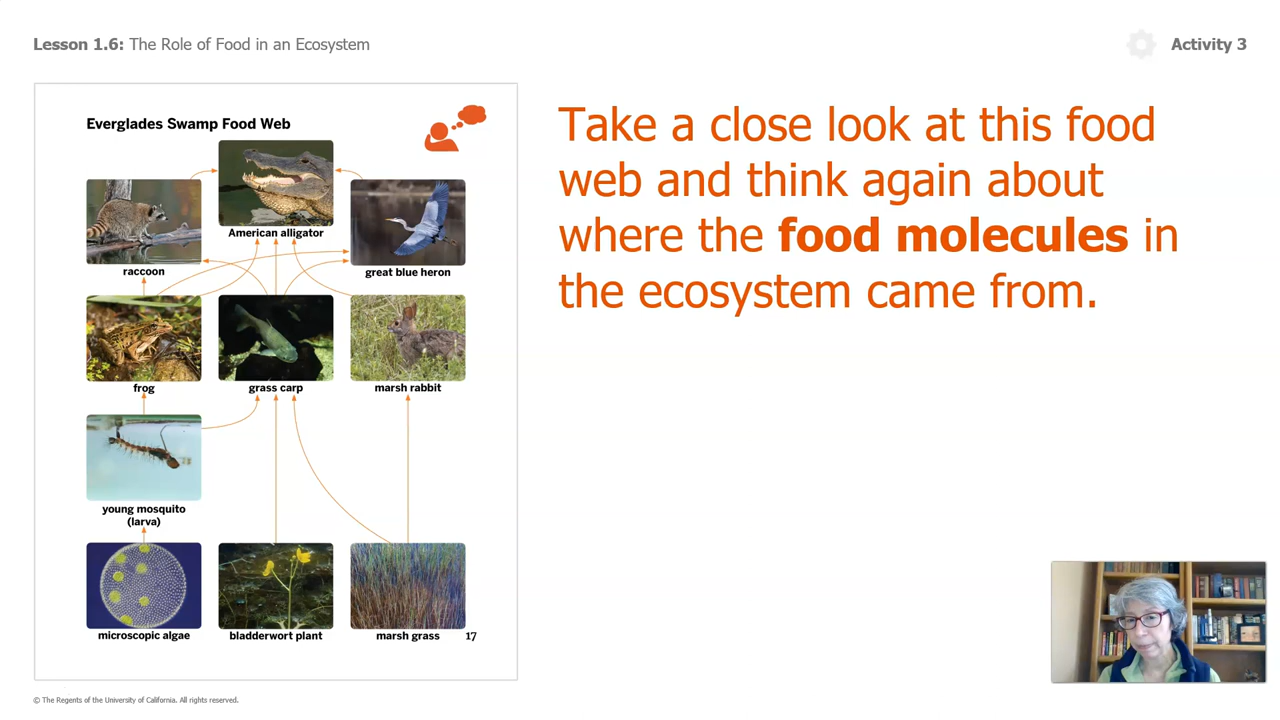 Lesson 1.6: The Role of Food in an Ecosystem
Activity 3
Everglades Swamp Food Web
American alligator
raccoon
great blue heron
frog
grass carp
marsh rabbit
young mosquito
(larva)
microscopic algae
bladderwort plant
marsh grass
17
Take a close look at this food
web and think again about
where the food molecules in
the ecosystem came from.
© The Regents of the University of California. All rights reserved.